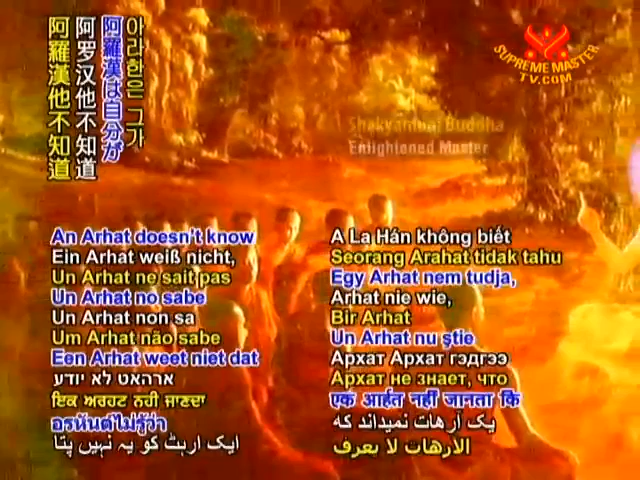 阿羅漢他不知道
阿罗汉他不知道
阿羅漢は自分が
아라한은 그가
SUPREME MASTER
TV.COM
Shakyamuni Buddha
Enlightened Master
An Arhat doesn't know
Ein Arhat weiß nicht,
Un Arhat ne sait pas
Un Arhat no sabe
Un Arhat non sa
Um Arhat não sabe
Een Arhat weet niet dat
ארהאט לא יודע
ਇਕ ਅਰਹਟ ਨਹੀ ਜਾਣਦਾ
อรหันต์ไม่รู้ว่า
ایک ارہٹ کو یہ نہیں پتا
A La Hán không biết
Seorang Arahat tidak tahu
Egy Arhat nem tudja,
Arhat nie wie,
Bir Arhat
Un Arhat nu ştie
Архат Архат гэдгээ
Архат не знает, что
एक आर्हत नहीं जानता कि
یک آرهات نمیداند که
الارهات لا يعرف